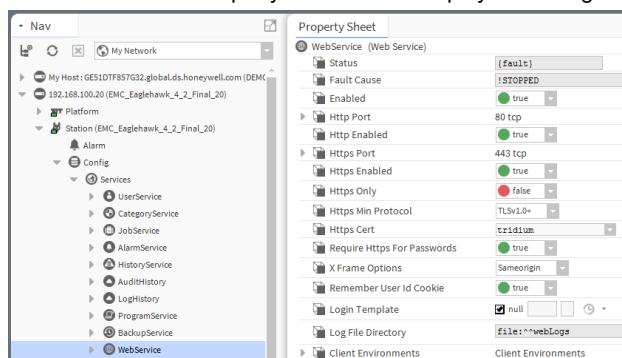 Nav
My Network
My Host : GE51DTF857G32.global.ds.honeywell.com (DEMO
192.168.100.20 (EMC_Eaglehawk_4_2_Final_20)
Platform
Station (EMC_Eaglehawk_4_2_Final_20)
Alarm
Config
Services
UserService
CategoryService
JobService
AlarmService
HistoryService
AuditHistory
LogHistory
ProgramService
BackupService
WebService
Property Sheet
WebService (Web Service)
Status {fault}
Fault Cause !STOPPED
Enabled true
Http Port 80 tcp
Http Enabled true
Https Port 443 tcp
Https Enabled true
Https Only false
Https Min Protocol TLSv1.0+
Https Cert tridium
Require Https For Passwords true
X Frame Options Sameorigin
Remember User Id Cookie true
Login Template null
Log File Directory file:^^webLogs
Client Environments Client Environments